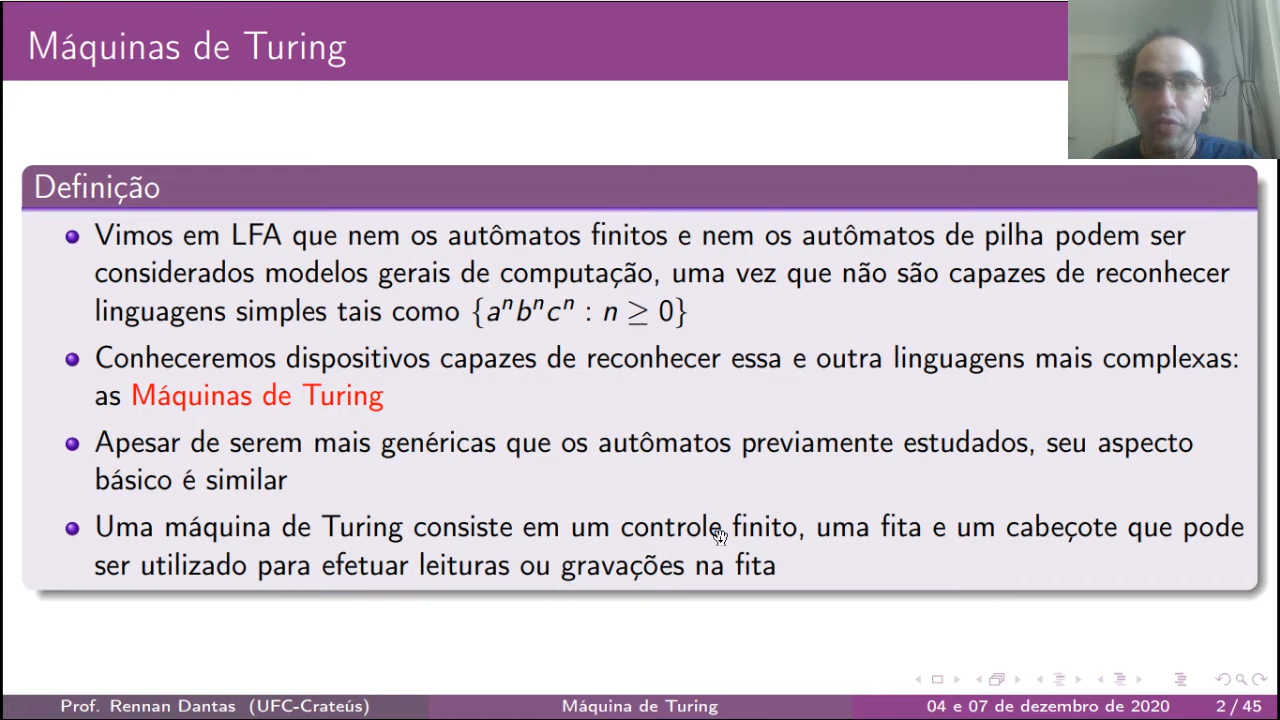 Máquinas de Turing
Definição
Vimos em LFA que nem os autômatos finitos e nem os autômatos de pilha podem ser
considerados modelos gerais de computação, uma vez que não são capazes de reconhecer
linguagens simples tais como {aⁿbⁿcⁿ : n ≥ 0}
Conheceremos dispositivos capazes de reconhecer essa e outra linguagens mais complexas:
as Máquinas de Turing
Apesar de serem mais genéricas que os autômatos previamente estudados, seu aspecto
básico é similar
Uma máquina de Turing consiste em um controle finito, uma fita e um cabeçote que pode
ser utilizado para efetuar leituras ou gravações na fita
Prof. Rennan Dantas (UFC-Crateús) Máquina de Turing 04 e 07 de dezembro de 2020 2 / 45